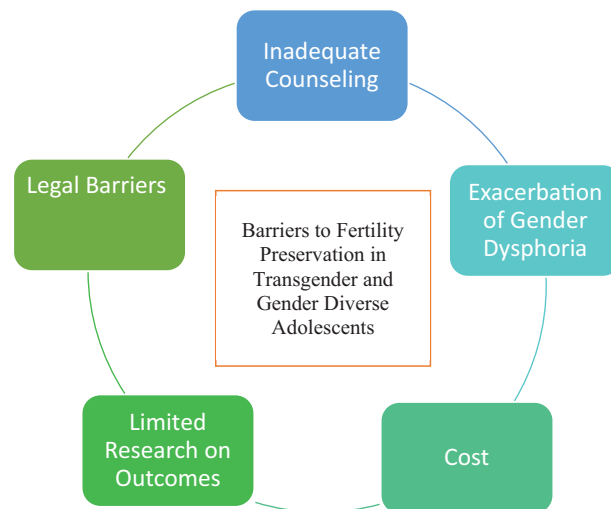 Inadequate
Counseling
Exacerbation
of Gender
Dysphoria
Cost
Limited
Research on
Outcomes
Legal Barriers
Barriers to Fertility
Preservation in
Transgender and
Gender Diverse
Adolescents